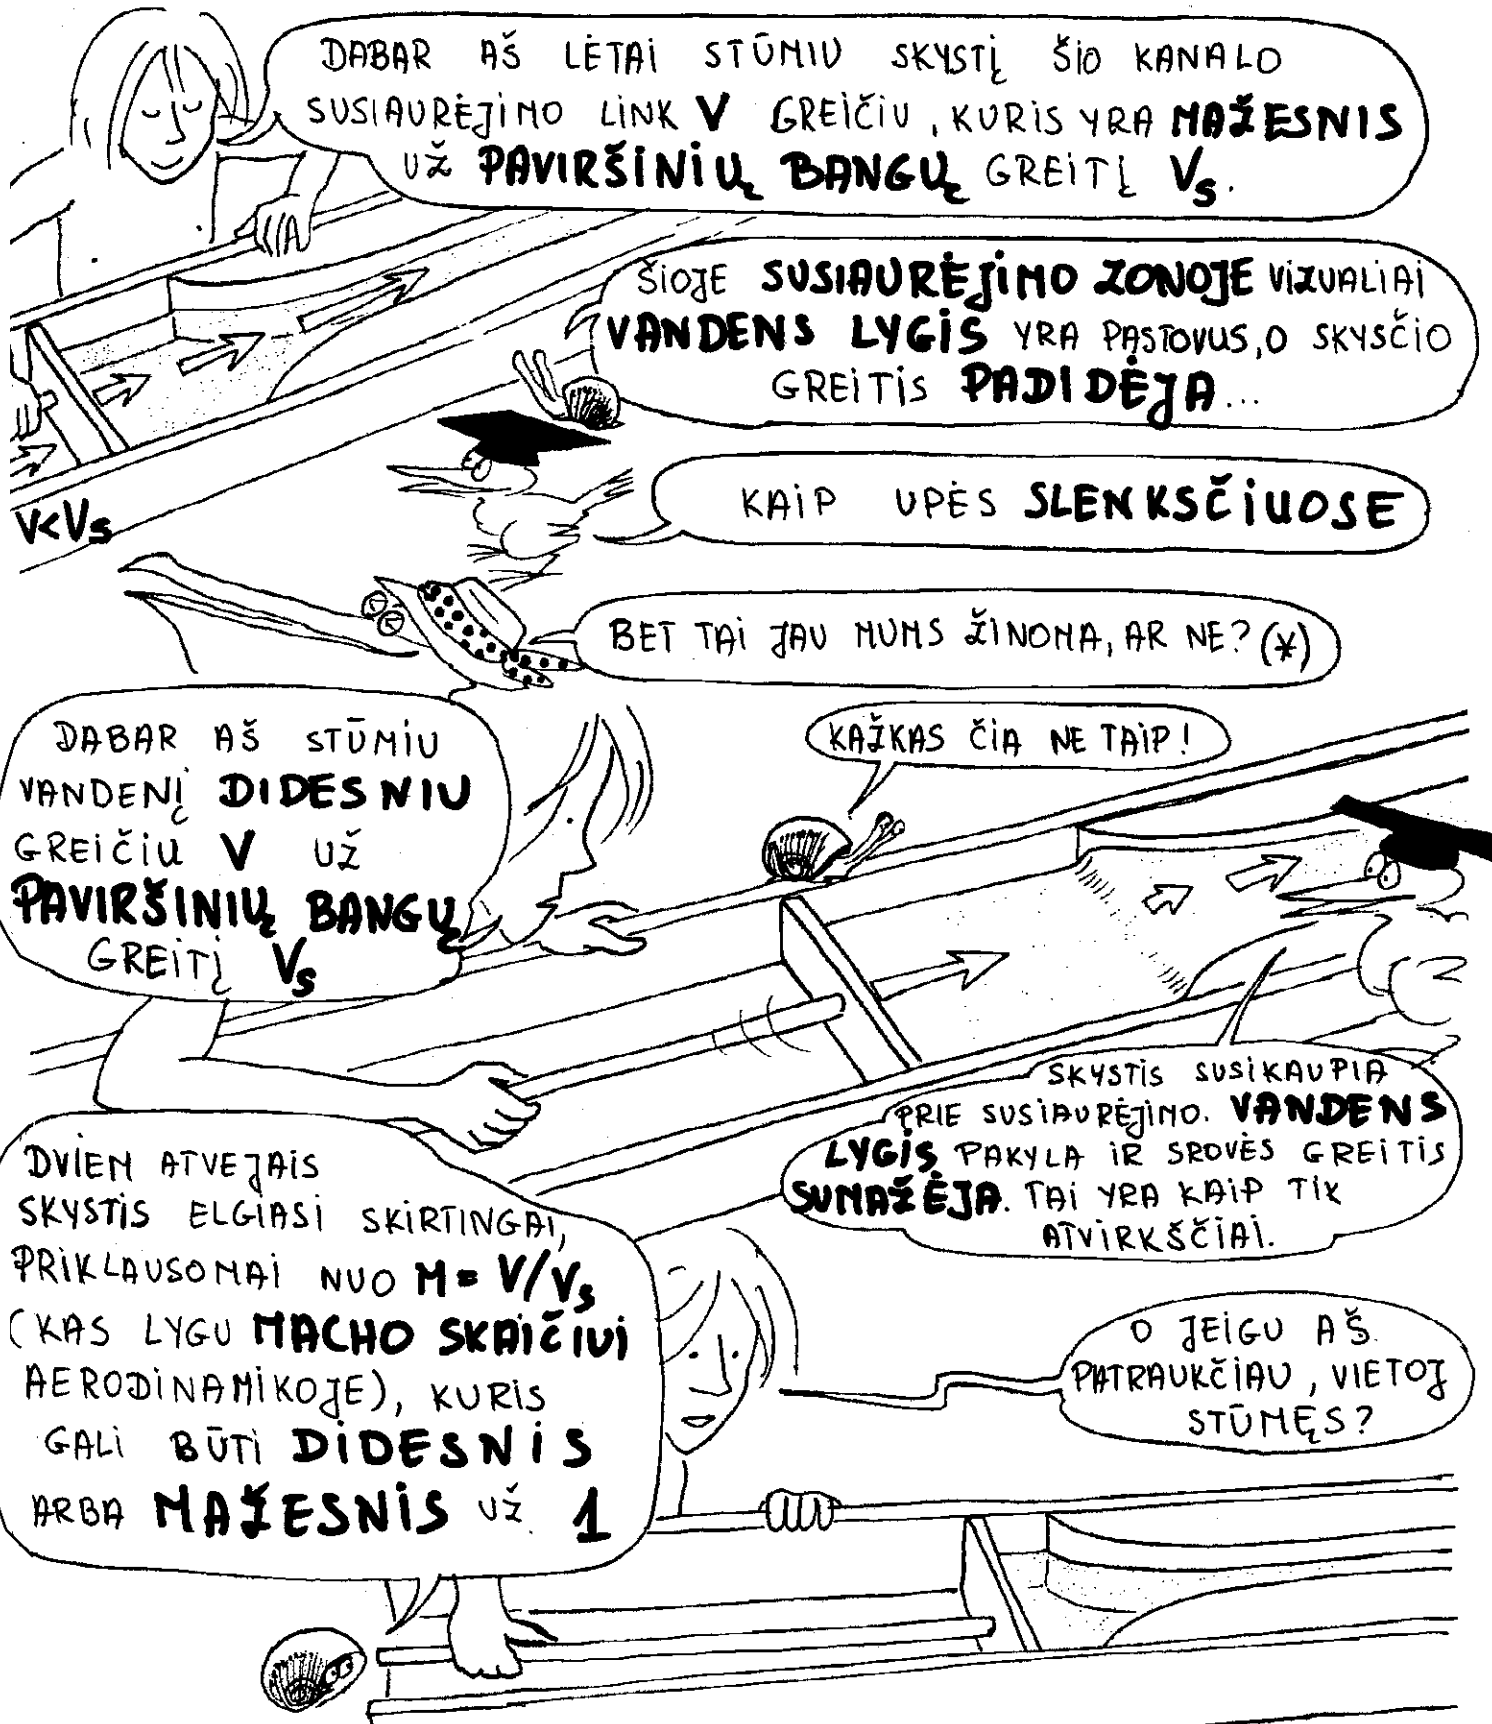 DABAR AŠ LĖTAI STŪMIU SKYSTĮ ŠIO KANALO
SUSIAURĖJIMO LINK V GREIČIU, KURIS YRA MAŽESNIS
UŽ PAVIRŠINIŲ BANGŲ GREITĮ Vs.
ŠIOJE SUSIAURĖJIMO ZONOJE VIZUALIAI
VANDENS LYGIS YRA PASTOVUS, O SKYSČIO
GREITIS PADIDĖJA...
V<Vs
KAIP UPĖS SLENKSČIUOSE
BET TAI JAU MUMS ŽINOMA, AR NE? (*)
DABAR AŠ STŪMIU
VANDENĮ DIDESNIU
GREIČIU V UŽ
PAVIRŠINIŲ BANGŲ
GREITĮ Vs
KAŽKAS ČIA NE TAIP!
SKYSTIS SUSIKAUPIA
PRIE SUSIAURĖJIMO. VANDENS
LYGIS PAKYLA IR SROVĖS GREITIS
SUMAŽĖJA. TAI YRA KAIP TIK
ATVIRKŠČIAI.
DVIEM ATVEJAIS
SKYSTIS ELGIASI SKIRTINGAI,
PRIKLAUSOMAI NUO M = V/Vs
(KAS LYGU MACHO SKAIČIUI
AERODINAMIKOJE), KURIS
GALI BŪTI DIDESNIS
ARBA MAŽESNIS UŽ 1
O JEIGU AŠ
PATRAUKČIAU, VIETOJ
STŪMĘS?